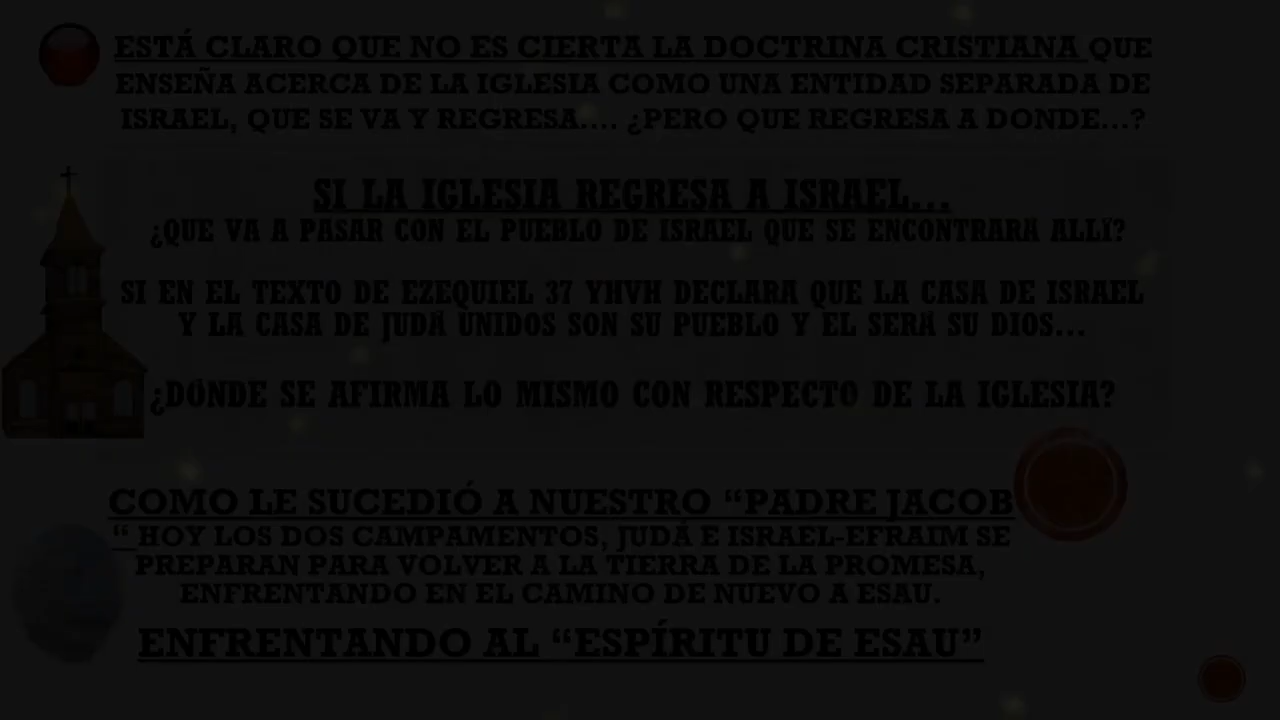 ESTÁ CLARO QUE NO ES CIERTA LA DOCTRINA CRISTIANA QUE
ENSEÑA ACERCA DE LA IGLESIA COMO UNA ENTIDAD SEPARADA DE
ISRAEL, QUE SE VA Y REGRESA…. ¿PERO QUE REGRESA A DONDE…?
SI LA IGLESIA REGRESA A ISRAEL…
¿QUE VA A PASAR CON EL PUEBLO DE ISRAEL QUE SE ENCONTRARÁ ALLÍ?
SI EN EL TEXTO DE EZEQUIEL 37 YHVH DECLARA QUE LA CASA DE ISRAEL
Y LA CASA DE JUDÁ UNIDOS SON SU PUEBLO Y EL SERÁ SU DIOS…
¿DÓNDE SE AFIRMA LO MISMO CON RESPECTO DE LA IGLESIA?
COMO LE SUCEDIÓ A NUESTRO “PADRE JACOB
“ HOY LOS DOS CAMPAMENTOS, JUDÁ E ISRAEL-EFRAIM SE
PREPARAN PARA VOLVER A LA TIERRA DE LA PROMESA,
ENFRENTANDO EN EL CAMINO DE NUEVO A ESAU.
ENFRENTANDO AL “ESPÍRITU DE ESAU”